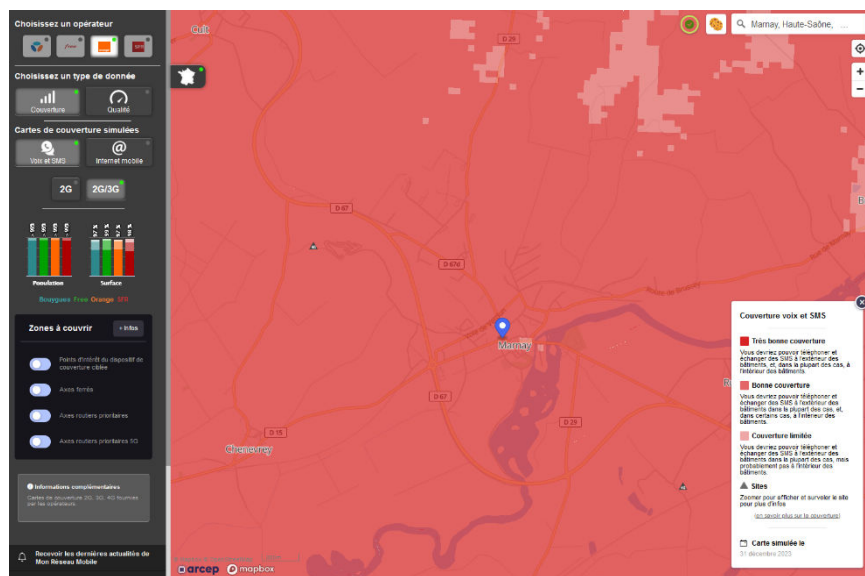 Choisissez un opérateur
free
orange
SFR
Choisissez un type de donnée
Couverture
Qualité
Cartes de couverture simulées
Voix et SMS
@
Internet mobile
2G
2G/3G
Population
Surface
Bouygues Free Orange SFR
Zones à couvrir
+ Infos
Points d'intérêt du dispositif de
couverture ciblée
Axes ferrés
Axes routiers prioritaires
Axes routiers prioritaires 5G
Informations complémentaires
Cartes de couverture 2G, 3G, 4G fournies
par les opérateurs
Recevoir les dernières actualités de
Mon Réseau Mobile
Cult
D 29
Marnay, Haute-Saône, ...
+
−
D 67
D 67d
Rue de Marnay
Route de
Marnay
D 67
D 15
D 29
Chenevrey
arcep
mapbox
Couverture voix et SMS
Très bonne couverture
Vous devriez pouvoir téléphoner et
échanger des SMS à l'extérieur des
bâtiments, et, dans la plupart des cas, à
l'intérieur des bâtiments.
Bonne couverture
Vous devriez pouvoir téléphoner et
échanger des SMS à l'extérieur des
bâtiments dans la plupart des cas, et,
dans certains cas, à l'intérieur des
bâtiments.
Couverture limitée
Vous devriez pouvoir téléphoner et
échanger des SMS à l'extérieur des
bâtiments dans la plupart des cas, mais
probablement pas à l'intérieur des
bâtiments.
Sites
Zoomer pour afficher et surveler le site
pour plus d'infos
(en savoir plus sur la couverture)
Carte simulée le
31 décembre 2023